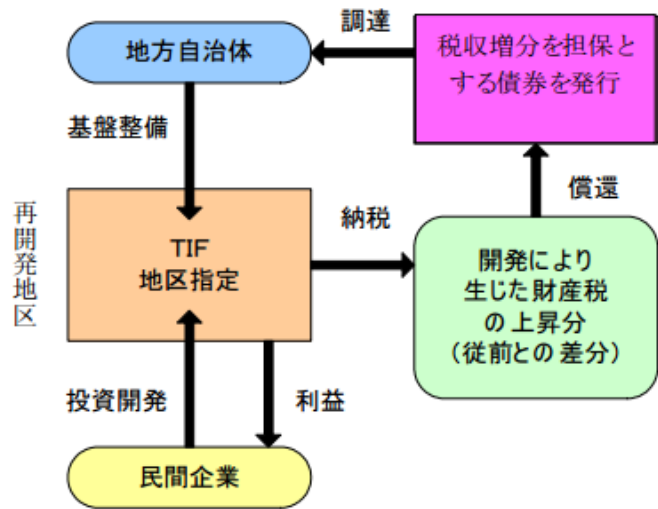 地方自治体
調達
税収増分を担保と
する債券を発行
基盤整備
償還
再開発地区
TIF
地区指定
納税
開発により
生じた財産税
の上昇分
（従前との差分）
投資開発
利益
民間企業